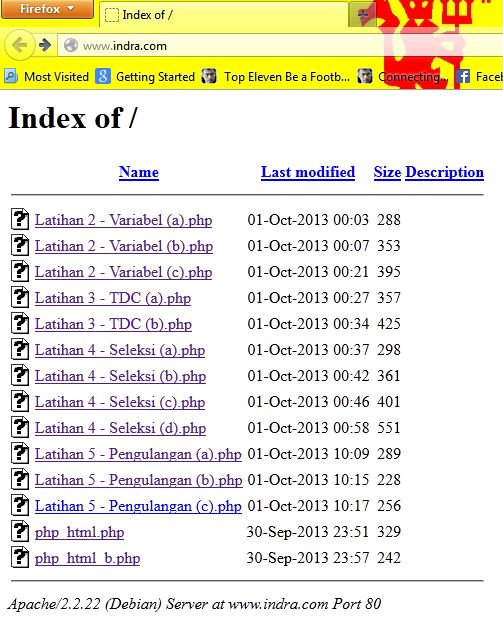 Firefox
Index of /
www.indra.com
Most Visited Getting Started Top Eleven Be a Footb... Connecting... Faceb
Index of /
Name Last modified Size Description
Latihan 2 - Variabel (a).php 01-Oct-2013 00:03 288
Latihan 2 - Variabel (b).php 01-Oct-2013 00:07 353
Latihan 2 - Variabel (c).php 01-Oct-2013 00:21 395
Latihan 3 - TDC (a).php 01-Oct-2013 00:27 357
Latihan 3 - TDC (b).php 01-Oct-2013 00:34 425
Latihan 4 - Seleksi (a).php 01-Oct-2013 00:37 298
Latihan 4 - Seleksi (b).php 01-Oct-2013 00:42 361
Latihan 4 - Seleksi (c).php 01-Oct-2013 00:46 401
Latihan 4 - Seleksi (d).php 01-Oct-2013 00:58 551
Latihan 5 - Pengulangan (a).php 01-Oct-2013 10:09 289
Latihan 5 - Pengulangan (b).php 01-Oct-2013 10:15 228
Latihan 5 - Pengulangan (c).php 01-Oct-2013 10:17 256
php_html.php 30-Sep-2013 23:51 329
php_html_b.php 30-Sep-2013 23:57 242
Apache/2.2.22 (Debian) Server at www.indra.com Port 80